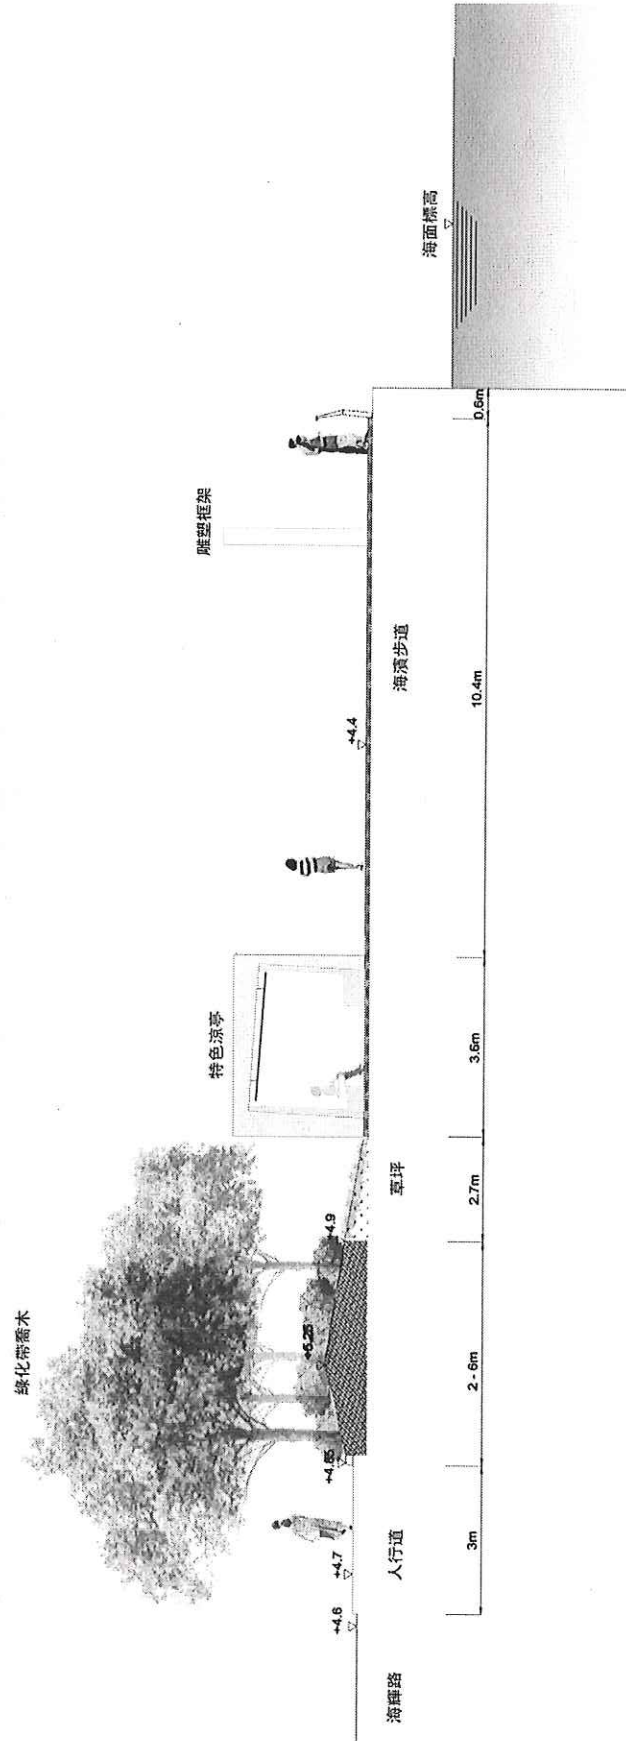 綠化帶喬木
特色涼亭
雕塑框架
海面標高
+4.6
+4.7
+4.85
+5.25
+4.9
+4.4
海輝路
人行道
草坪
海濱步道
3m
2 - 6m
2.7m
3.6m
10.4m
0.6m